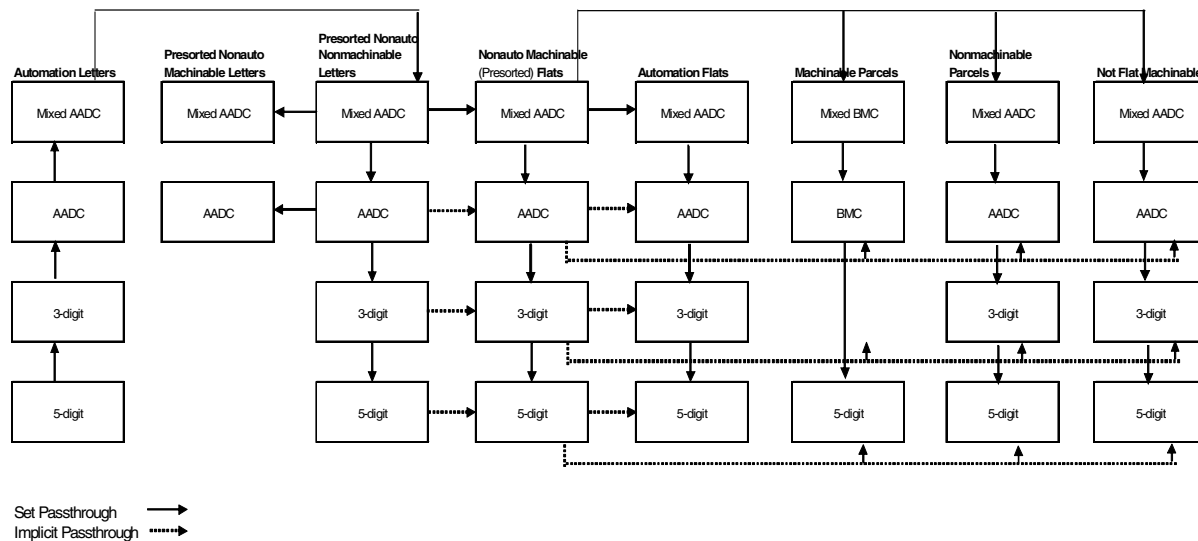 Automation Letters
Presorted Nonauto
Machinable Letters
Presorted Nonauto
Nonmachinable
Letters
Nonauto Machinable
(Presorted) Flats
Automation Flats
Machinable Parcels
Nonmachinable
Parcels
Not Flat Machinable
Mixed AADC
Mixed AADC
Mixed AADC
Mixed AADC
Mixed AADC
Mixed BMC
Mixed AADC
Mixed AADC
AADC
AADC
AADC
AADC
AADC
BMC
AADC
AADC
3-digit
3-digit
3-digit
3-digit
3-digit
3-digit
5-digit
5-digit
5-digit
5-digit
5-digit
5-digit
5-digit
Set Passthrough
Implicit Passthrough